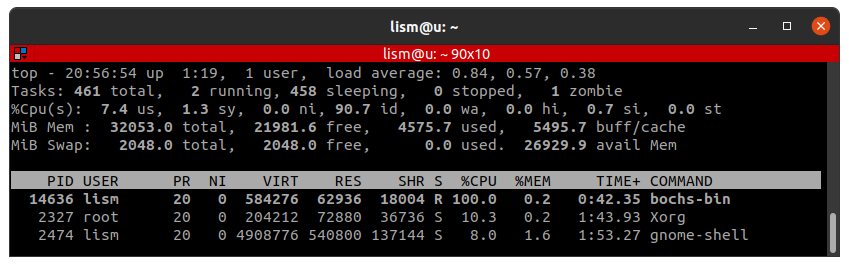 lism@u: ~
lism@u: ~ 90x10
top - 20:56:54 up  1:19,  1 user,  load average: 0.84, 0.57, 0.38
Tasks: 461 total,   2 running, 458 sleeping,   0 stopped,   1 zombie
%Cpu(s):  7.4 us,  1.3 sy,  0.0 ni, 90.7 id,  0.0 wa,  0.0 hi,  0.7 si,  0.0 st
MiB Mem :  32053.0 total,  21981.6 free,   4575.7 used,   5495.7 buff/cache
MiB Swap:   2048.0 total,   2048.0 free,      0.0 used.  26929.9 avail Mem
PID USER      PR  NI    VIRT    RES    SHR S  %CPU  %MEM     TIME+ COMMAND
14636 lism      20   0  584276  62936  18004 R 100.0   0.2   0:42.35 bochs-bin
2327 root      20   0  204212  72880  36736 S  10.3   0.2   1:43.93 Xorg
2474 lism      20   0 4908776 540800 137144 S   8.0   1.6   1:53.27 gnome-shell